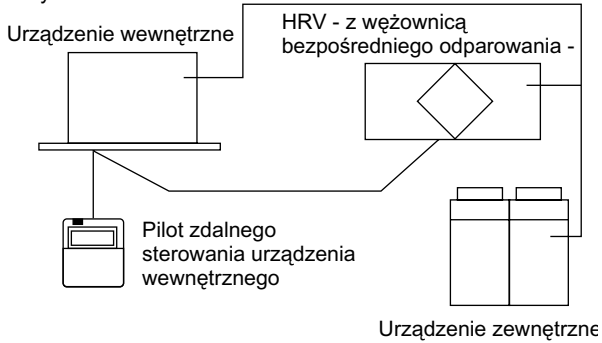 Urządzenie wewnętrzne
HRV - z wężownicą
bezpośredniego odparowania -
Pilot zdalnego
sterowania urządzenia
wewnętrznego
Urządzenie zewnętrzne